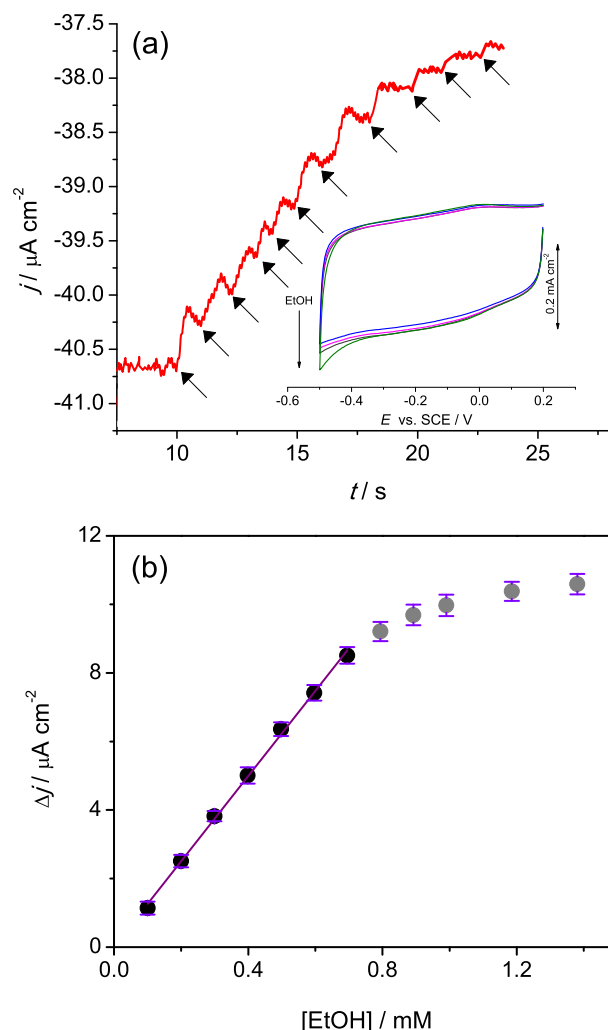 (a)
-37.5
-38.0
-38.5
-39.0
-39.5
-40.0
-40.5
-41.0
j / μA cm-2
10 15 20 25
t / s
EtOH
0.2 mA cm-2
-0.6 -0.4 -0.2 0.0 0.2
E vs. SCE / V
(b)
12
8
4
0
Δj / μA cm-2
0.0 0.4 0.8 1.2
[EtOH] / mM